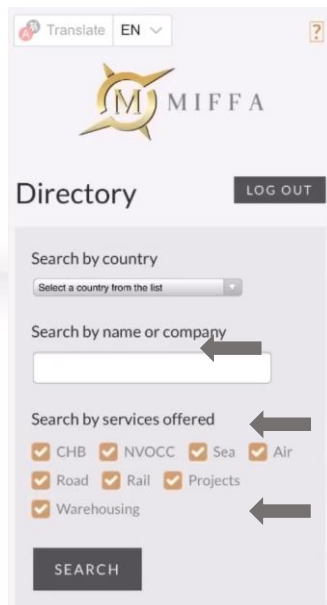 Translate EN ?
M MIFFA
Directory LOG OUT
Search by country
Select a country from the list
Search by name or company
Search by services offered
CHB NVOCC Sea Air
Road Rail Projects
Warehousing
SEARCH